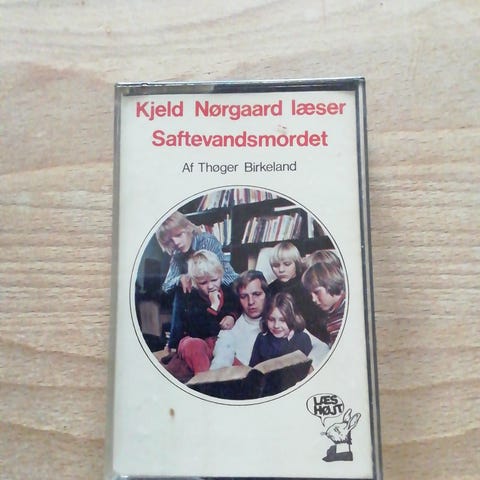 Kjeld Nørgaard læser
Saftevandsmordet
Af Thøger Birkeland
LÆS
HØJT